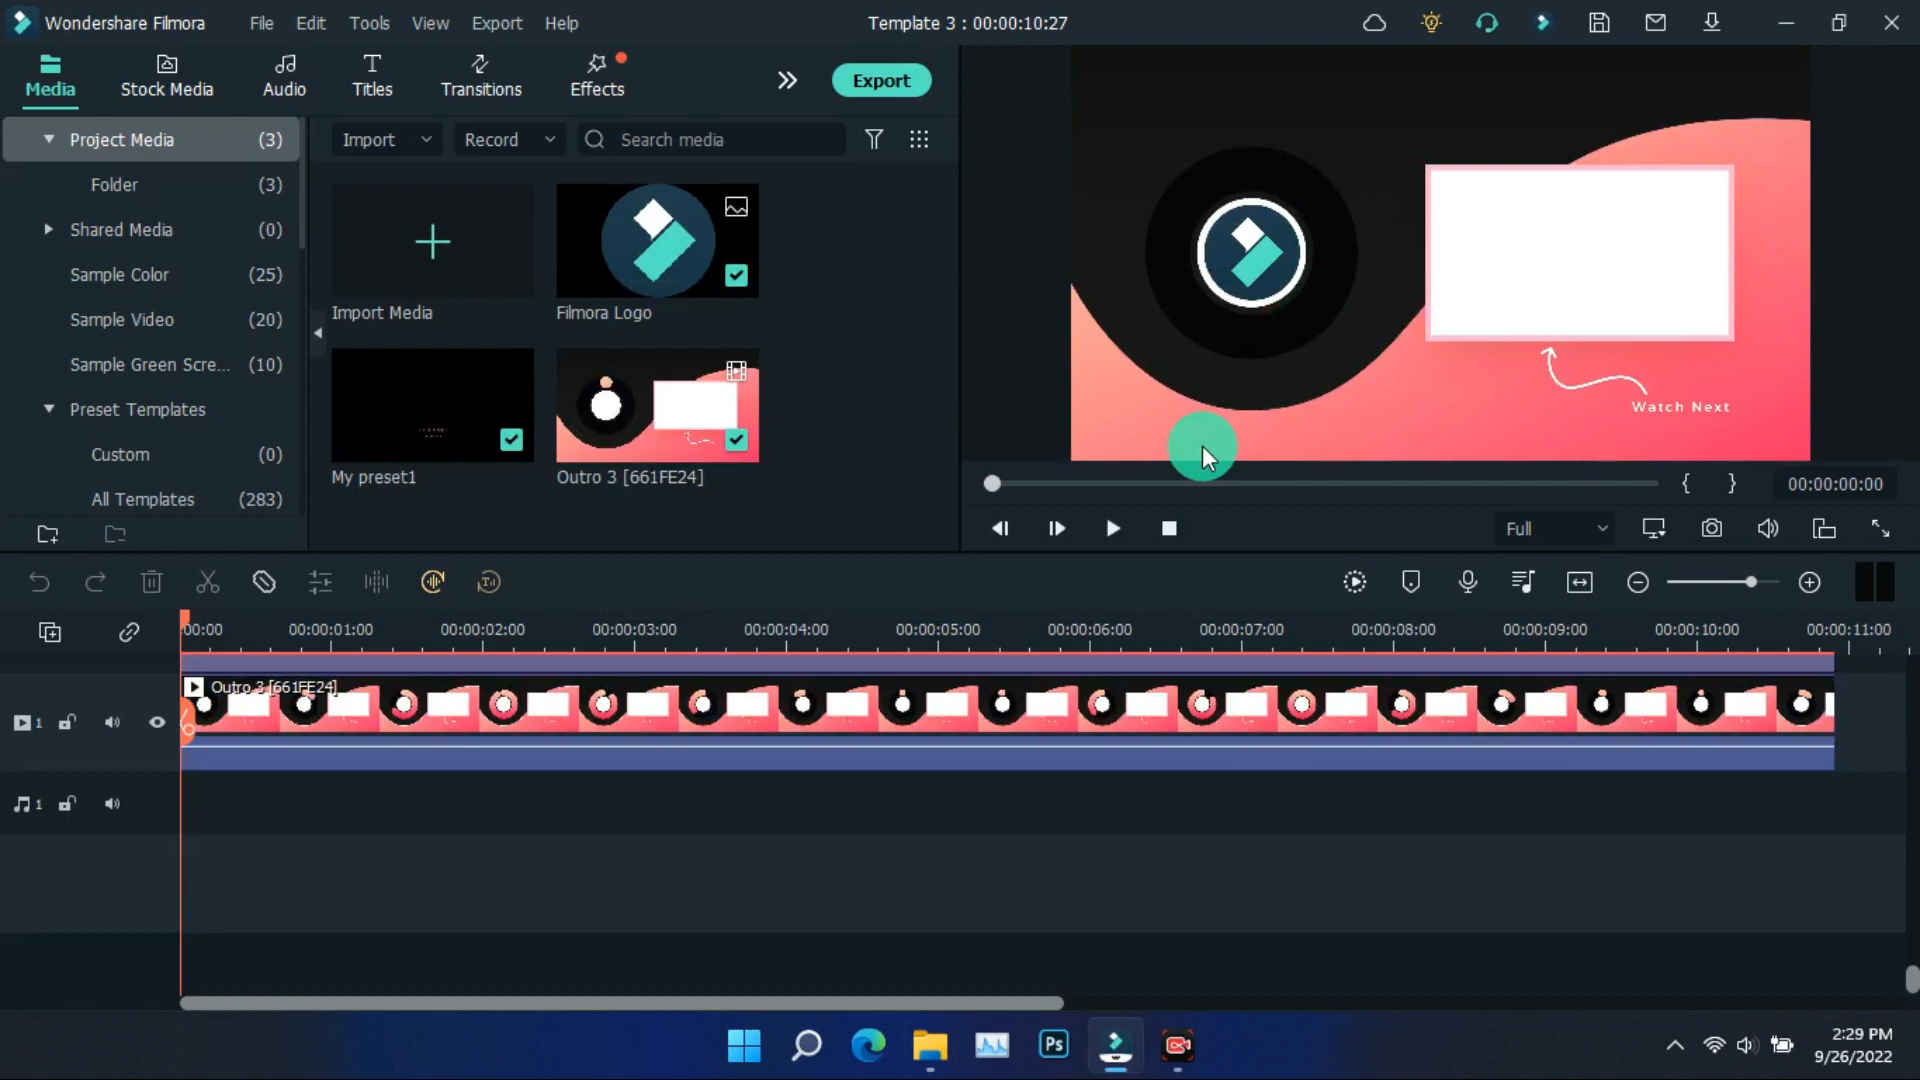 Wondershare Filmora
File
Edit
Tools
View
Export
Help
Template 3 : 00:00:10:27
Media
Stock Media
Audio
Titles
Transitions
Effects
Export
Project Media (3)
Folder (3)
Shared Media (0)
Sample Color (25)
Sample Video (20)
Sample Green Scre... (10)
Preset Templates
Custom (0)
All Templates (283)
Import
Record
Search media
Import Media
Filmora Logo
My preset1
Outro 3 [661FE24]
Watch Next
00:00:00:00
Full
:00:00
00:00:01:00
00:00:02:00
00:00:03:00
00:00:04:00
00:00:05:00
00:00:06:00
00:00:07:00
00:00:08:00
00:00:09:00
00:00:10:00
00:00:11:00
Outro 3 [661FE24]
1
1
Ps
2:29 PM
9/26/2022